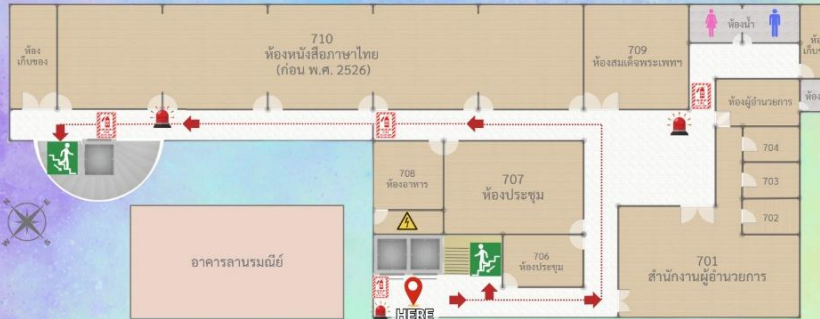 ห้อง
เก็บของ
710
ห้องหนังสือภาษาไทย
(ก่อน พ.ศ. 2526)
709
ห้องสมเด็จพระเทพฯ
ห้องน้ำ
ห้องผู้อำนวยการ
704
703
702
708
ห้องอาหาร
707
ห้องประชุม
706
ห้องประชุม
701
สำนักงานผู้อำนวยการ
อาคารลานรมณีย์
HERE